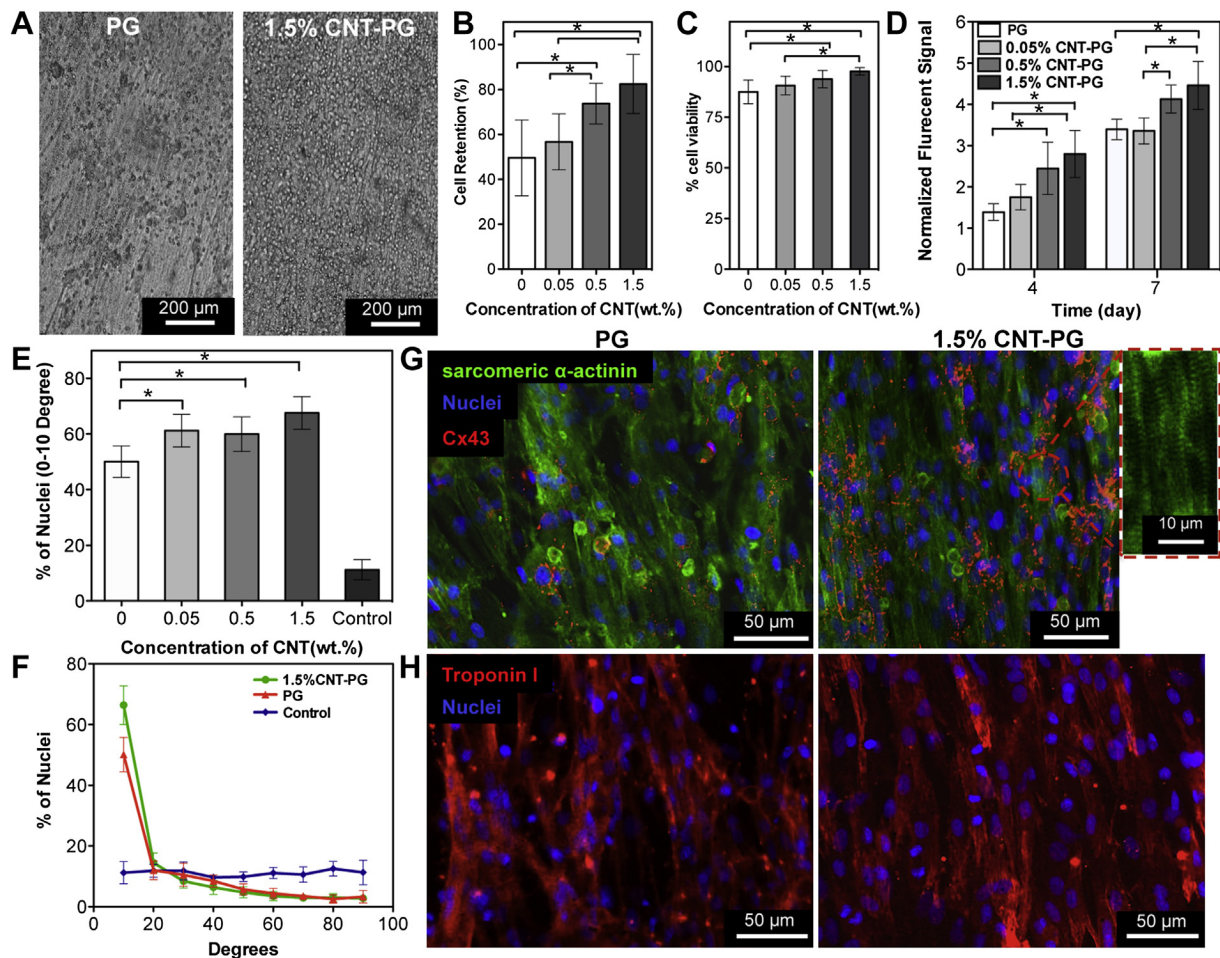 A
PG
1.5% CNT-PG
200 µm
200 µm
B
Cell Retention (%)
100
80
60
40
20
0
*
*
*
*
0 0.05 0.5 1.5
Concentration of CNT(wt.%)
C
% cell viability
100
75
50
25
0
*
*
*
0 0.05 0.5 1.5
Concentration of CNT(wt.%)
D
Normalized Flurecent Signal
6
5
4
3
2
1
0
PG
0.05% CNT-PG
0.5% CNT-PG
1.5% CNT-PG
*
*
*
*
*
*
4 7
Time (day)
E
% of Nuclei (0-10 Degree)
80
60
40
20
0
*
*
*
0 0.05 0.5 1.5 Control
Concentration of CNT(wt.%)
F
% of Nuclei
80
60
40
20
0
1.5%CNT-PG
PG
Control
0 20 40 60 80 100
Degrees
G
PG
1.5% CNT-PG
sarcomeric α-actinin
Nuclei
Cx43
50 µm
50 µm
10 µm
H
Troponin I
Nuclei
50 µm
50 µm